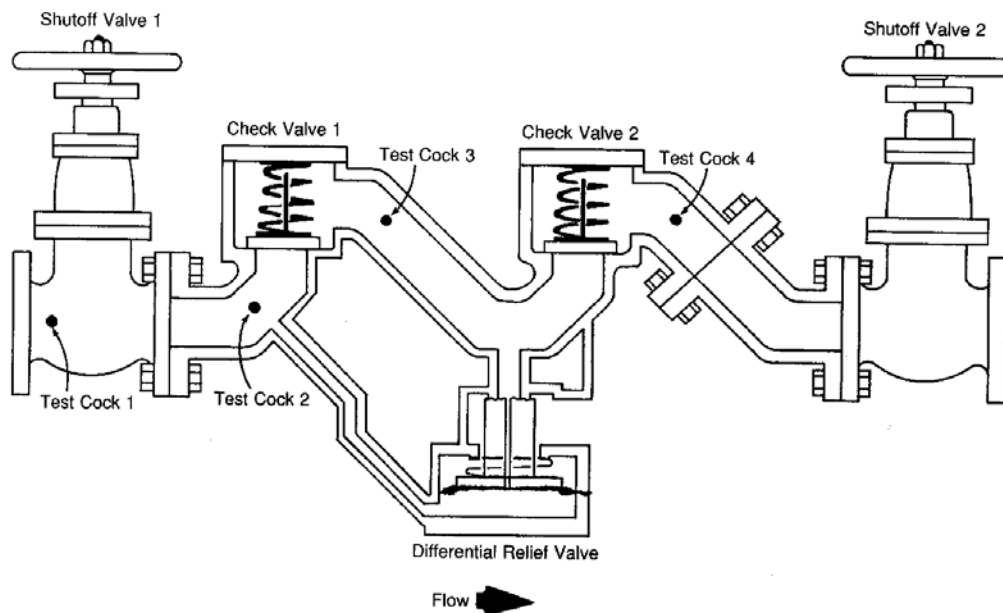 Shutoff Valve 1
Shutoff Valve 2
Check Valve 1
Test Cock 3
Check Valve 2
Test Cock 4
Test Cock 1
Test Cock 2
Differential Relief Valve
Flow